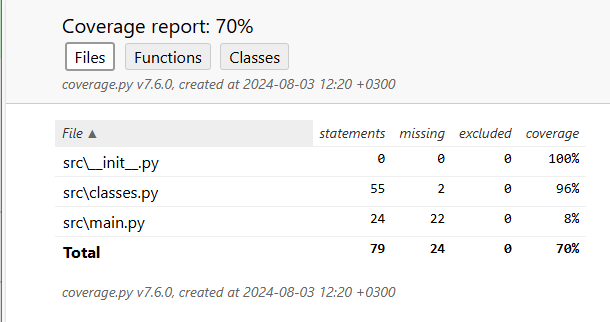 Coverage report: 70%
Files Functions Classes
coverage.py v7.6.0, created at 2024-08-03 12:20 +0300
File ▲ statements missing excluded coverage
src\__init__.py 0 0 0 100%
src\classes.py 55 2 0 96%
src\main.py 24 22 0 8%
Total 79 24 0 70%
coverage.py v7.6.0, created at 2024-08-03 12:20 +0300